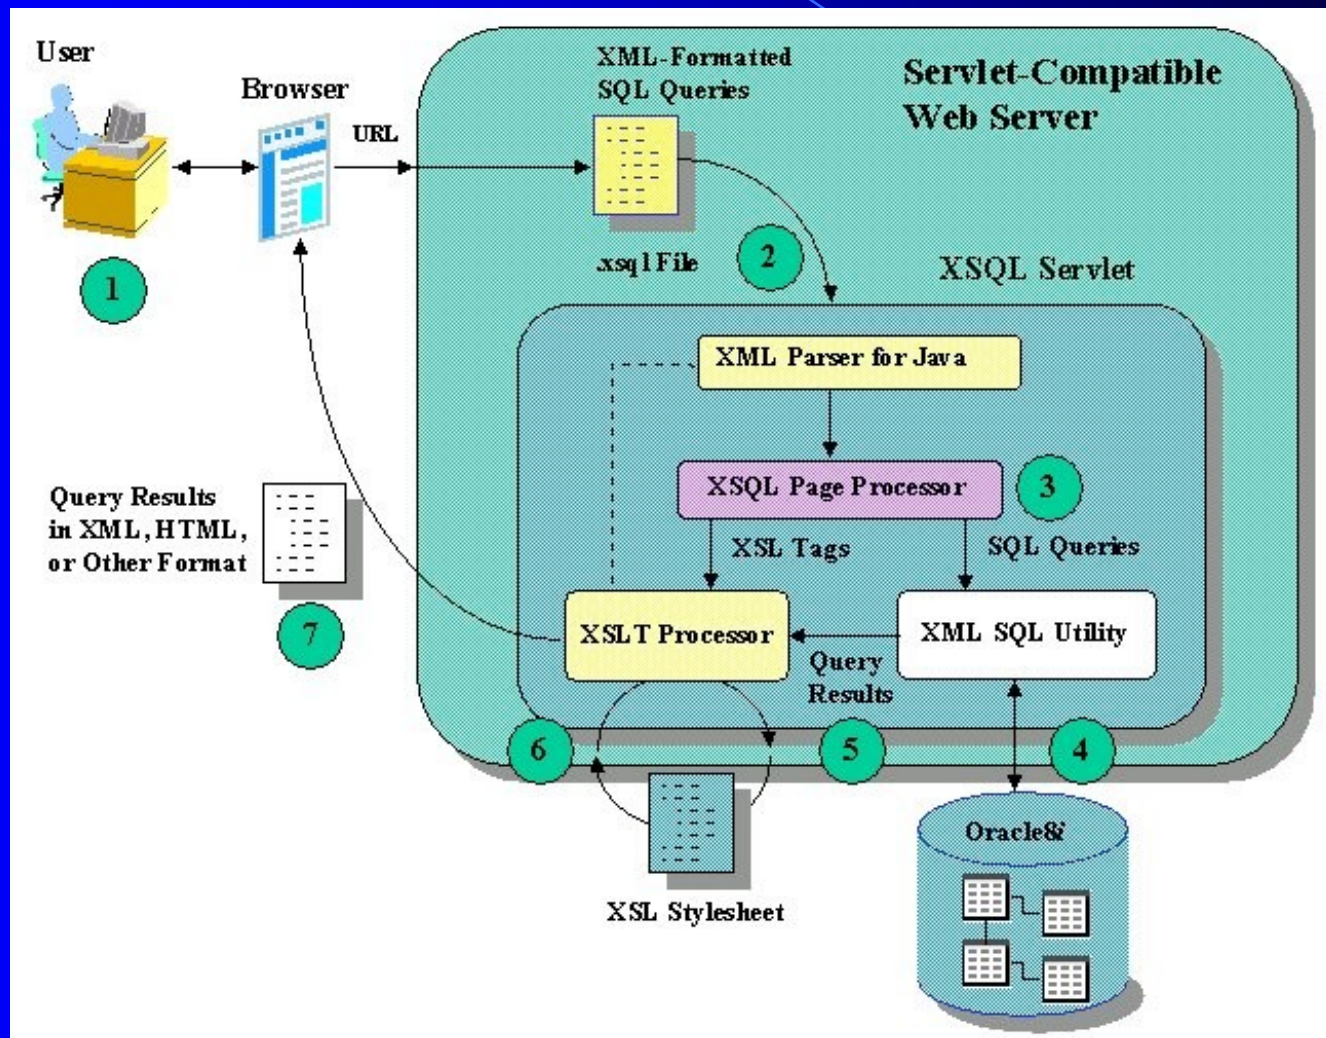 User
Browser
URL
XML-Formatted
SQL Queries
.xsql File
Servlet-Compatible
Web Server
1
2
XSQL Servlet
XML Parser for Java
XSQL Page Processor
3
XSL Tags
SQL Queries
Query Results
in XML, HTML,
or Other Format
7
XSLT Processor
XML SQL Utility
Query
Results
6
5
4
XSL Stylesheet
Oracle8i